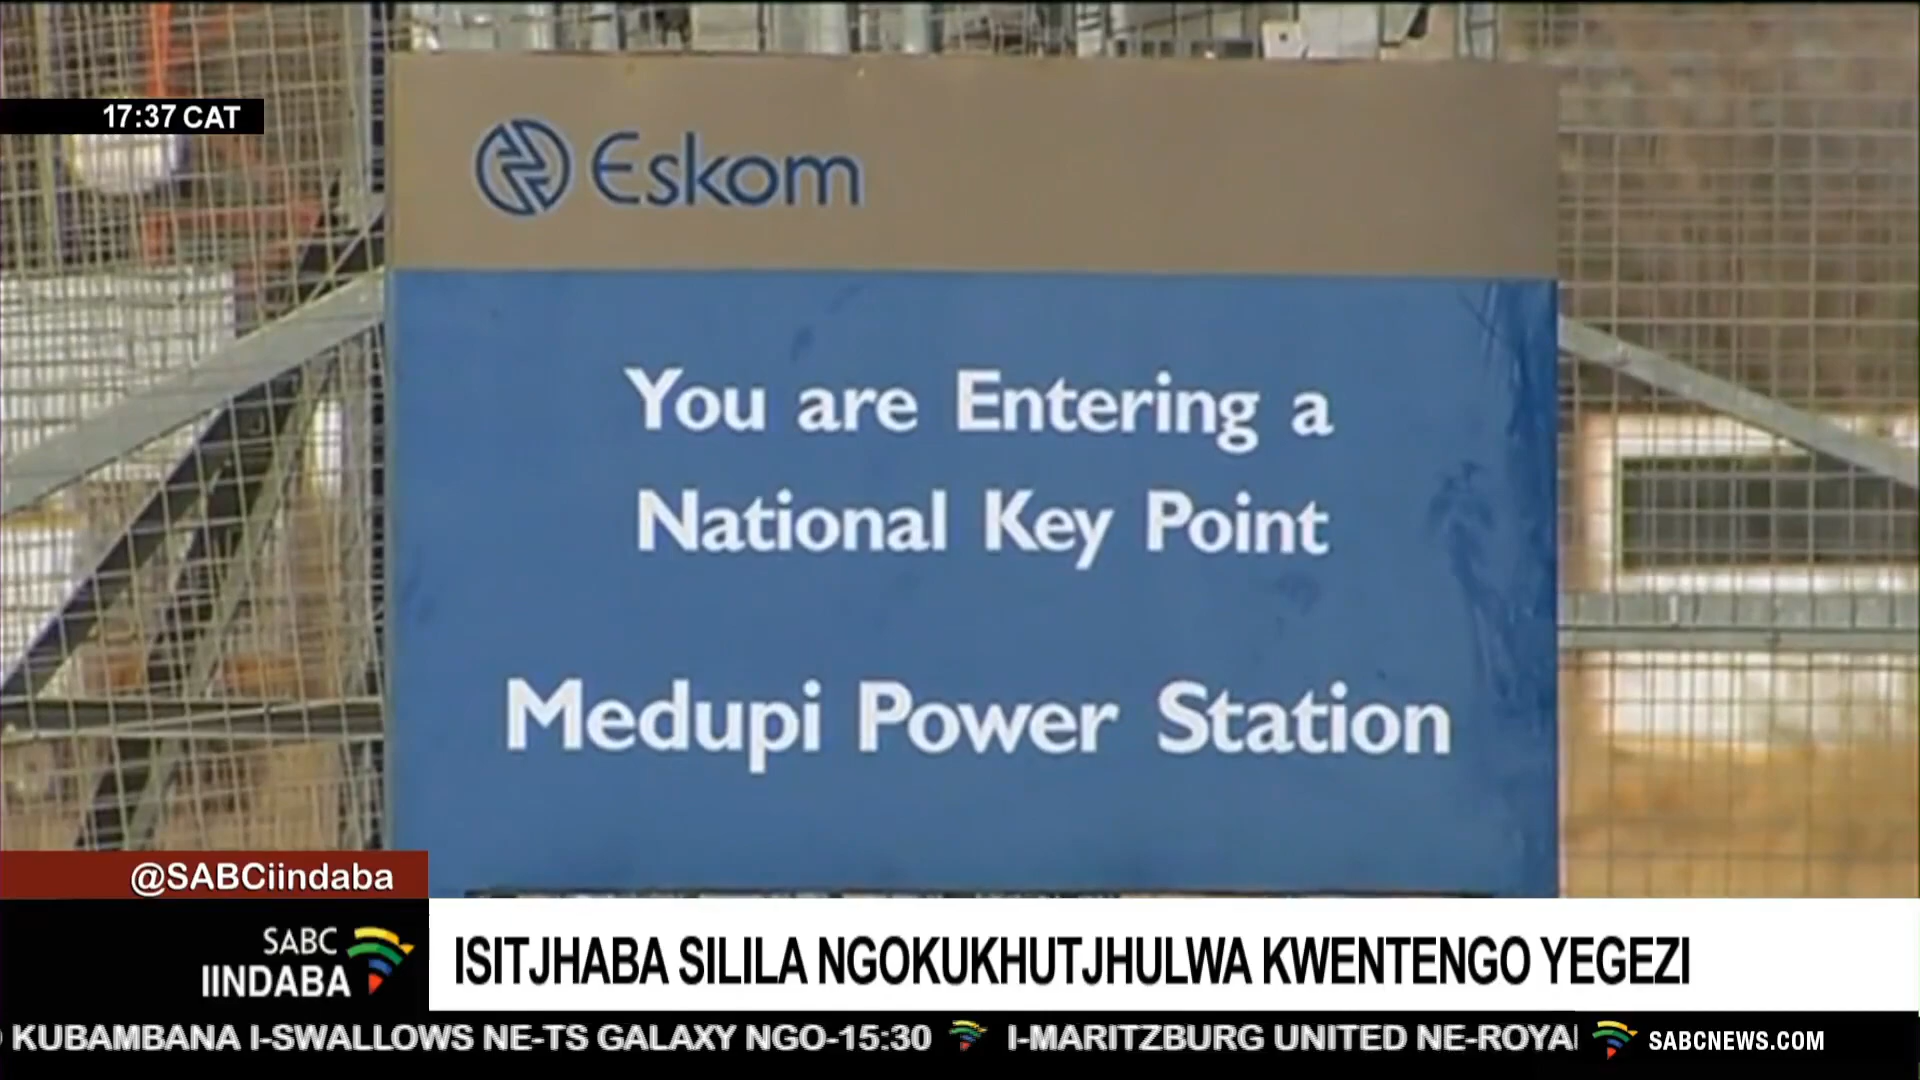 17:37 CAT
Eskom
You are Entering a
National Key Point
Medupi Power Station
@SABCiindaba
SABC
IINDABA
ISITJHABA SILILA NGOKUKHUTJHULWA KWENTENGO YEGEZI
KUBAMBANA I-SWALLOWS NE-TS GALAXY NGO-15:30 I-MARITZBURG UNITED NE-ROYA
SABCNEWS.COM